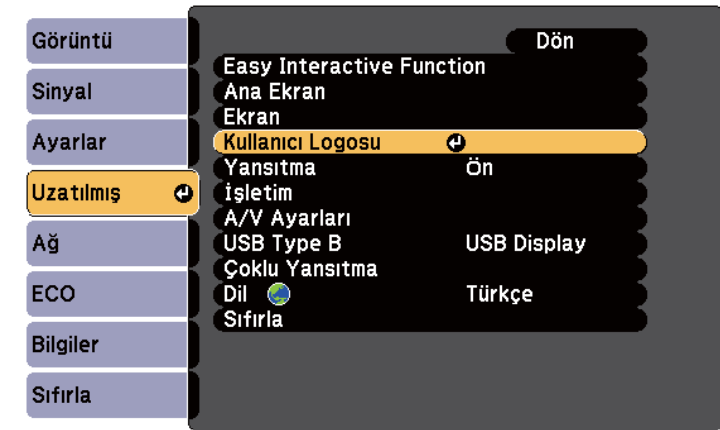 Görüntü
Sinyal
Ayarlar
Uzatılmış
Ağ
ECO
Bilgiler
Sıfırla
Dön
Easy Interactive Function
Ana Ekran
Ekran
Kullanıcı Logosu
Yansıtma Ön
İşletim
A/V Ayarları
USB Type B USB Display
Çoklu Yansıtma
Dil Türkçe
Sıfırla